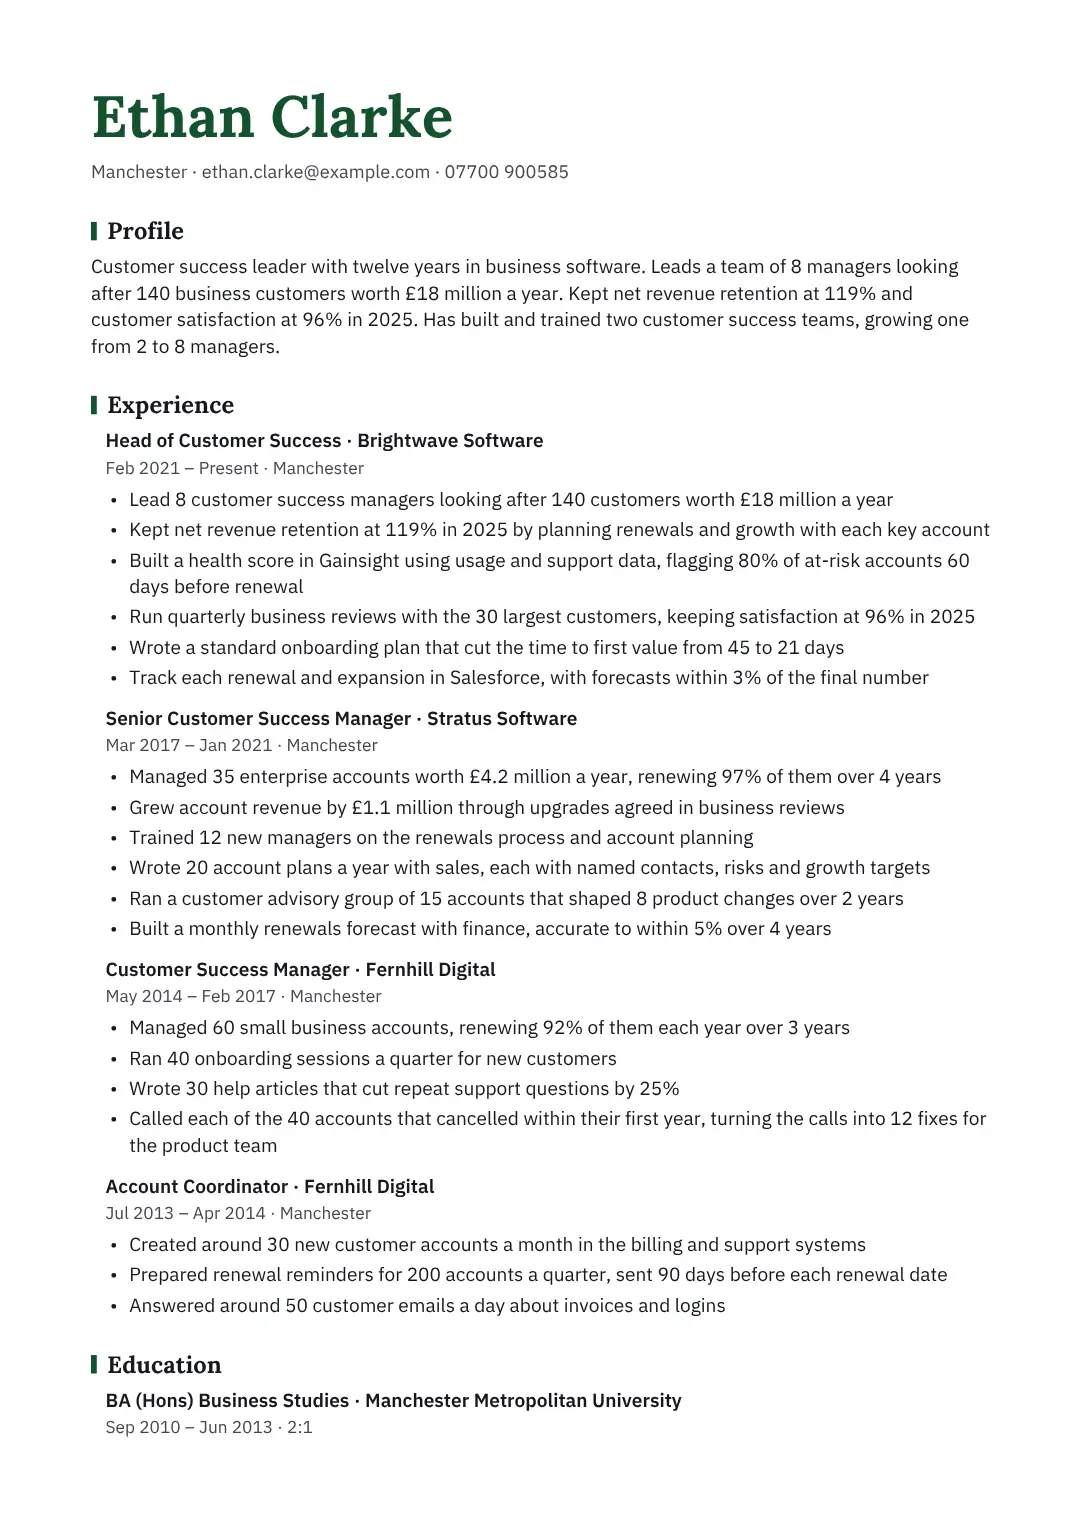 Ethan Clarke
Manchester · ethan.clarke@example.com · 07700 900585
Profile
Customer success leader with twelve years in business software. Leads a team of 8 managers looking
after 140 business customers worth £18 million a year. Kept net revenue retention at 119% and
customer satisfaction at 96% in 2025. Has built and trained two customer success teams, growing one
from 2 to 8 managers.
Experience
Head of Customer Success · Brightwave Software
Feb 2021 – Present · Manchester
• Lead 8 customer success managers looking after 140 customers worth £18 million a year
• Kept net revenue retention at 119% in 2025 by planning renewals and growth with each key account
• Built a health score in Gainsight using usage and support data, flagging 80% of at-risk accounts 60
days before renewal
• Run quarterly business reviews with the 30 largest customers, keeping satisfaction at 96% in 2025
• Wrote a standard onboarding plan that cut the time to first value from 45 to 21 days
• Track each renewal and expansion in Salesforce, with forecasts within 3% of the final number
Senior Customer Success Manager · Stratus Software
Mar 2017 – Jan 2021 · Manchester
• Managed 35 enterprise accounts worth £4.2 million a year, renewing 97% of them over 4 years
• Grew account revenue by £1.1 million through upgrades agreed in business reviews
• Trained 12 new managers on the renewals process and account planning
• Wrote 20 account plans a year with sales, each with named contacts, risks and growth targets
• Ran a customer advisory group of 15 accounts that shaped 8 product changes over 2 years
• Built a monthly renewals forecast with finance, accurate to within 5% over 4 years
Customer Success Manager · Fernhill Digital
May 2014 – Feb 2017 · Manchester
• Managed 60 small business accounts, renewing 92% of them each year over 3 years
• Ran 40 onboarding sessions a quarter for new customers
• Wrote 30 help articles that cut repeat support questions by 25%
• Called each of the 40 accounts that cancelled within their first year, turning the calls into 12 fixes for
the product team
Account Coordinator · Fernhill Digital
Jul 2013 – Apr 2014 · Manchester
• Created around 30 new customer accounts a month in the billing and support systems
• Prepared renewal reminders for 200 accounts a quarter, sent 90 days before each renewal date
• Answered around 50 customer emails a day about invoices and logins
Education
BA (Hons) Business Studies · Manchester Metropolitan University
Sep 2010 – Jun 2013 · 2:1